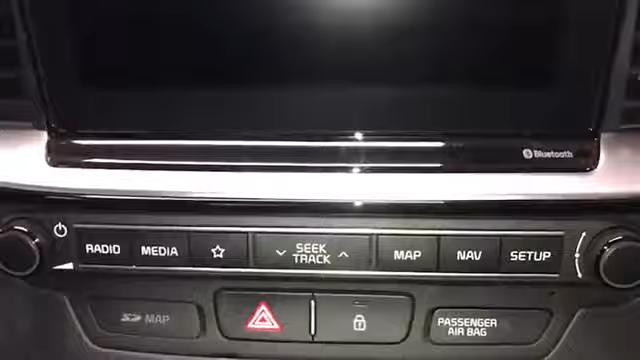 Bluetooth
RADIO MEDIA SEEK TRACK MAP NAV SETUP
SD MAP
PASSENGER
AIR BAG